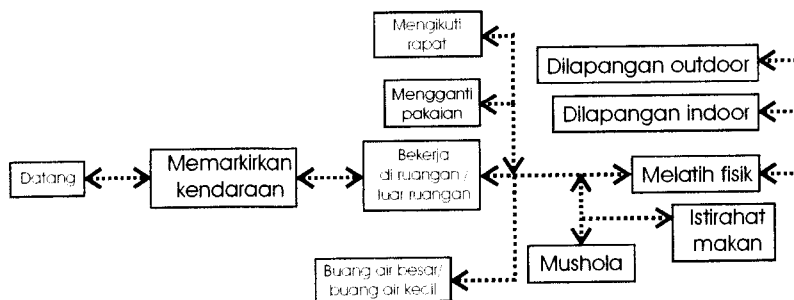 Mengikuti
rapat
Mengganti
pakaian
Dilapangan outdoor
Dilapangan indoor
Datang
Memarkirkan
kendaraan
Bekerja
di ruangan /
luar ruangan
Melatih fisik
Istirahat
makan
Mushola
Buang air besar/
buang air kecil